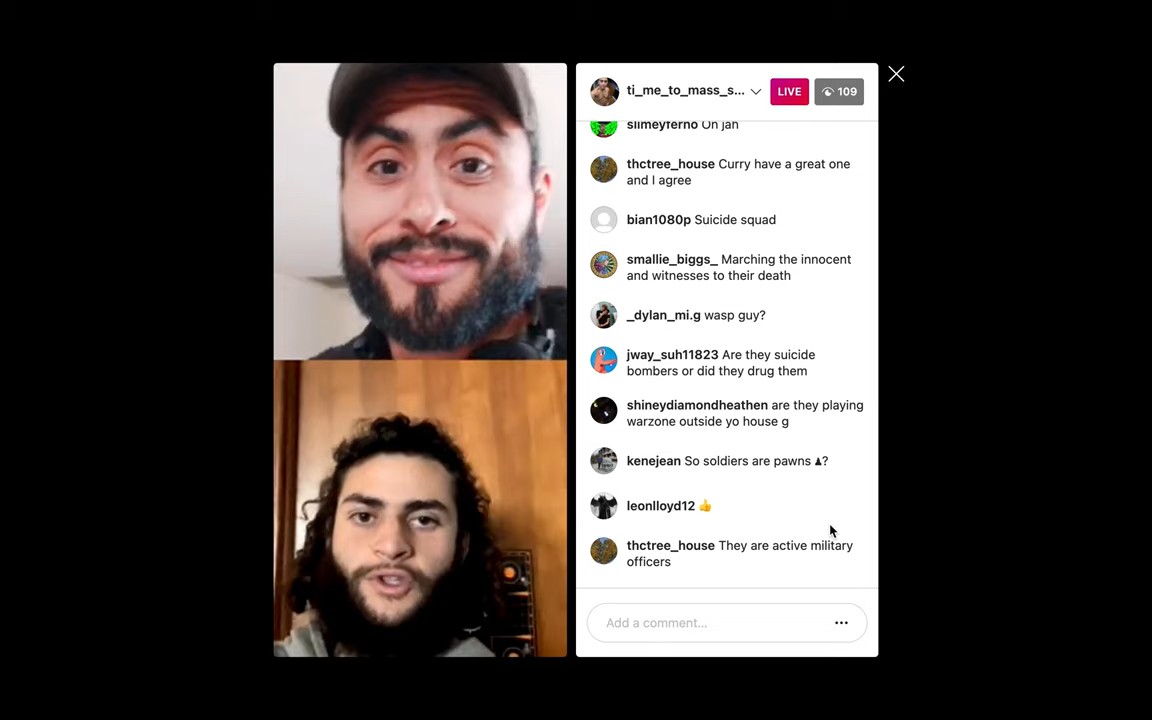 ti_me_to_mass_s...
LIVE
109
slimeyferno Oh jah
thctree_house Curry have a great one
and I agree
bian1080p Suicide squad
smallie_biggs_ Marching the innocent
and witnesses to their death
_dylan_mi.g wasp guy?
jway_suh11823 Are they suicide
bombers or did they drug them
shineydiamondheathen are they playing
warzone outside yo house g
kenejean So soldiers are pawns ♟?
leonlloyd12 👍
thctree_house They are active military
officers
Add a comment...